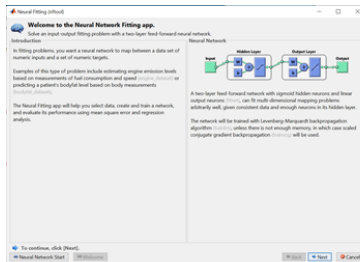 Neural Fitting (nftool)
Welcome to the Neural Network Fitting app.
Solve an input-output fitting problem with a two-layer feed-forward neural network.
Introduction
In fitting problems, you want a neural network to map between a data set of
numeric inputs and a set of numeric targets.
Examples of this type of problem include estimating engine emission levels
based on measurements of fuel consumption and speed (engine_dataset) or
predicting a patient's bodyfat level based on body measurements
(bodyfat_dataset).
The Neural Fitting app will help you select data, create and train a network,
and evaluate its performance using mean square error and regression
analysis.
Neural Network
Hidden Layer
Output Layer
Input
Output
W
b
W
b
A two-layer feed-forward network with sigmoid hidden neurons and linear
output neurons (fitnet), can fit multi-dimensional mapping problems
arbitrarily well, given consistent data and enough neurons in its hidden layer.
The network will be trained with Levenberg-Marquardt backpropagation
algorithm (trainlm), unless there is not enough memory, in which case scaled
conjugate gradient backpropagation (trainscg) will be used.
To continue, click [Next].
Neural Network Start
Welcome
Back
Next
Cancel